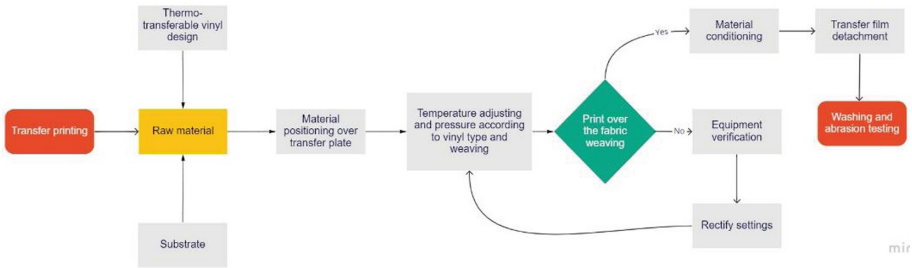 Thermo-
transferable vinyl
design
Transfer printing
Raw material
Substrate
Material
positioning over
transfer plate
Temperature adjusting
and pressure according
to vinyl type and
weaving
Print over
the fabric
weaving
Yes
Material
conditioning
Transfer film
detachment
Washing and
abrasion testing
No
Equipment
verification
Rectify settings